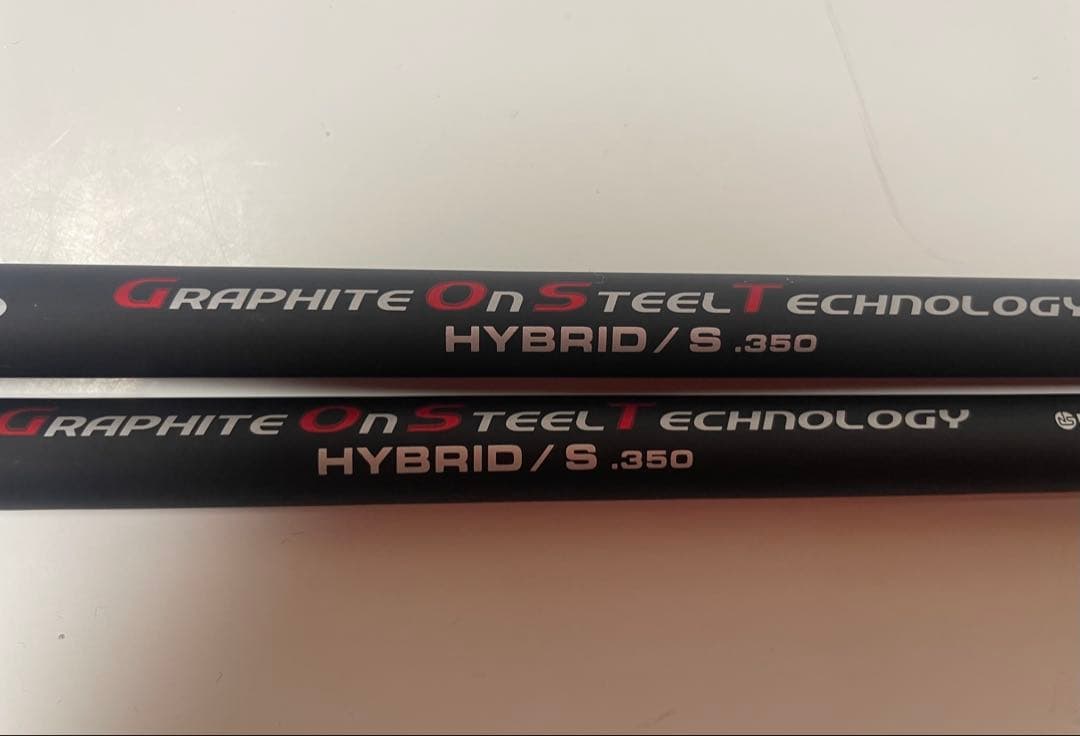 GRAPHITE On STEEL TECHNOLOGY
HYBRID / S .350
GRAPHITE On STEEL TECHNOLOGY
HYBRID / S .350